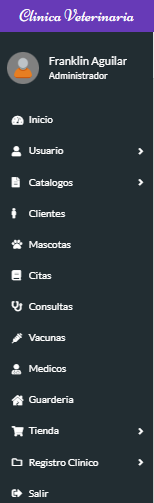 Clinica Veterinaria
Franklin Aguilar
Administrador
Inicio
Usuario
Catalogos
Clientes
Mascotas
Citas
Consultas
Vacunas
Medicos
Guarderia
Tienda
Registro Clinico
Salir